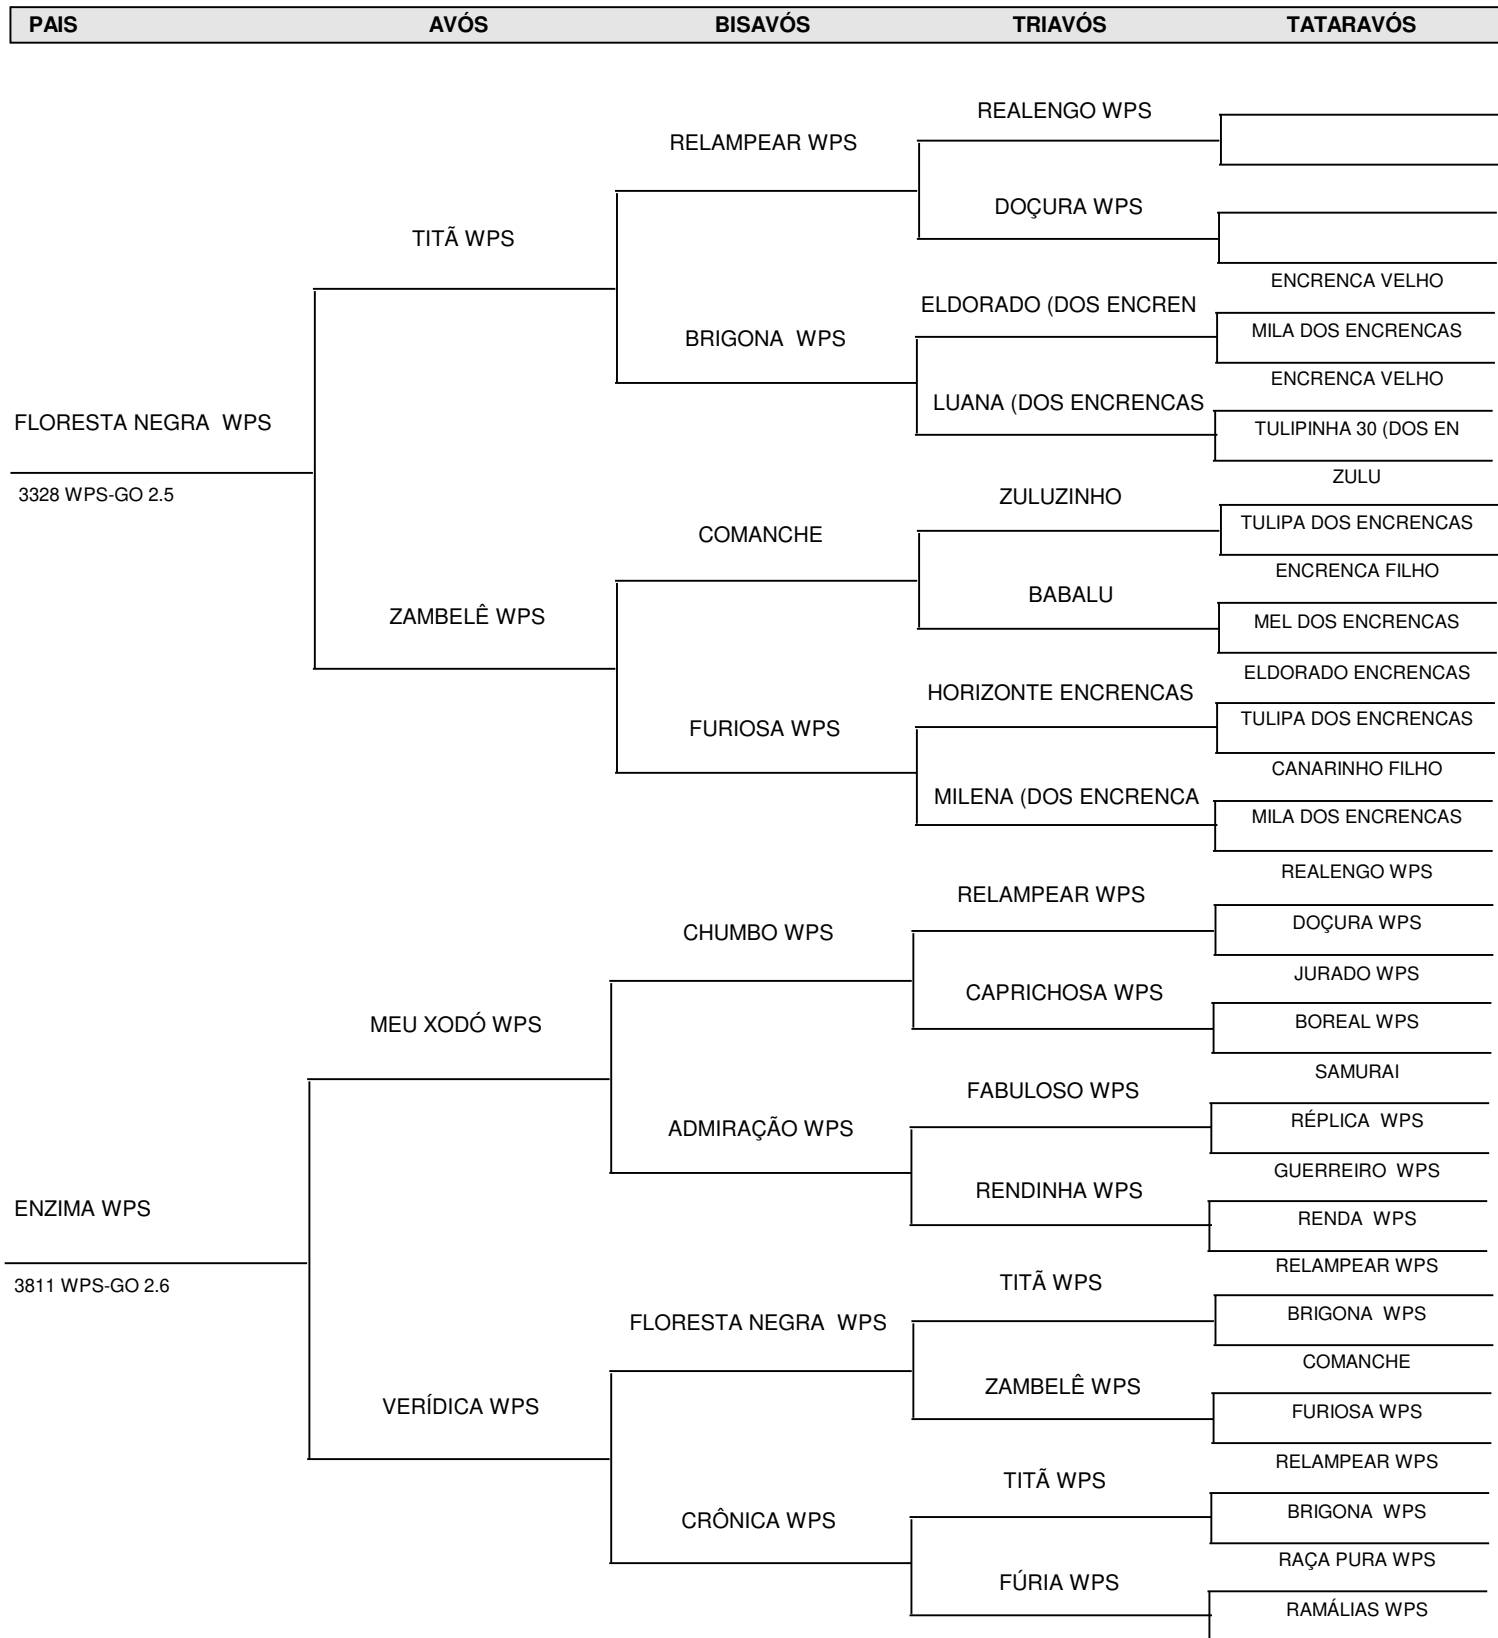 PAIS AVÓS BISAVÓS TRIAVÓS TATARAVÓS
REALENGO WPS
RELAMPEAR WPS
DOÇURA WPS
TITÃ WPS
ENCRENCA VELHO
ELDORADO (DOS ENCREN
BRIGONA WPS
MILA DOS ENCRENCAS
ENCRENCA VELHO
LUANA (DOS ENCRENCAS
FLORESTA NEGRA WPS
TULIPINHA 30 (DOS EN
ZULU
3328 WPS-GO 2.5
ZULUZINHO
TULIPA DOS ENCRENCAS
COMANCHE
ENCRENCA FILHO
BABALU
ZAMBELÊ WPS
MEL DOS ENCRENCAS
ELDORADO ENCRENCAS
HORIZONTE ENCRENCAS
TULIPA DOS ENCRENCAS
FURIOSA WPS
CANARINHO FILHO
MILENA (DOS ENCRENCA
MILA DOS ENCRENCAS
REALENGO WPS
RELAMPEAR WPS
DOÇURA WPS
CHUMBO WPS
JURADO WPS
CAPRICHOSA WPS
MEU XODÓ WPS
BOREAL WPS
SAMURAI
FABULOSO WPS
RÉPLICA WPS
ADMIRAÇÃO WPS
GUERREIRO WPS
RENDINHA WPS
ENZIMA WPS
RENDA WPS
RELAMPEAR WPS
3811 WPS-GO 2.6
TITÃ WPS
BRIGONA WPS
FLORESTA NEGRA WPS
COMANCHE
ZAMBELÊ WPS
VERÍDICA WPS
FURIOSA WPS
RELAMPEAR WPS
TITÃ WPS
BRIGONA WPS
CRÔNICA WPS
RAÇA PURA WPS
FÚRIA WPS
RAMÁLIAS WPS